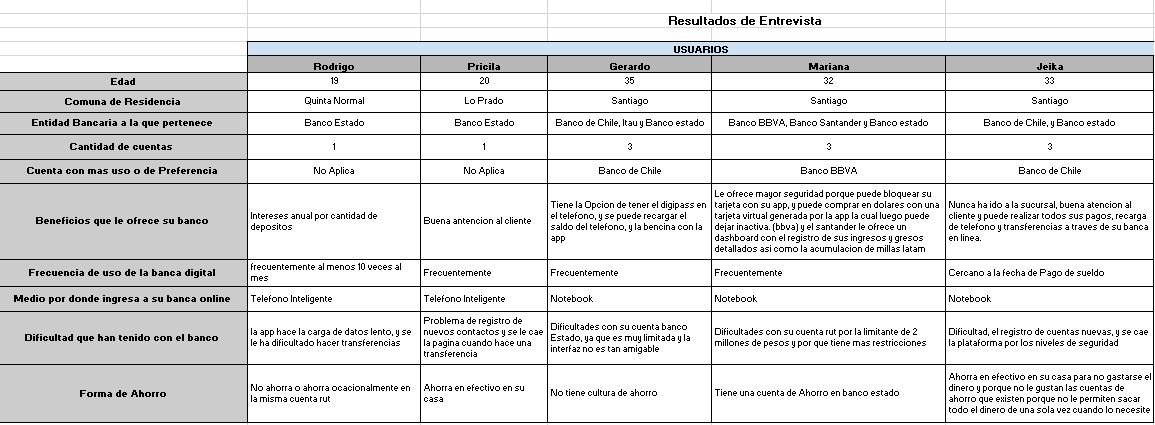 Resultados de Entrevista
USUARIOS
Rodrigo Pricila Gerardo Mariana Jeika
Edad 19 20 35 32 33
Comuna de Residencia Quinta Normal Lo Prado Santiago Santiago Santiago
Entidad Bancaria a la que pertenece Banco Estado Banco Estado Banco de Chile, Itau y Banco estado Banco BBVA, Banco Santander y Banco estado Banco de Chile, y Banco estado
Cantidad de cuentas 1 1 3 3 3
Cuenta con mas uso o de Preferencia No Aplica No Aplica Banco de Chile Banco BBVA Banco de Chile
Beneficios que le ofrece su banco
Intereses anual por cantidad de
depositos
Buena antencion al cliente
Tiene la Opcion de tener el digipass en
el telefono, y se puede recargar el
saldo del telefono, y la bencina con la
app
Le ofrece mayor seguridad porque puede bloquear su
tarjeta con su app, y puede comprar en dolares con una
tarjeta virtual generada por la app la cual luego puede
dejar inactiva. (bbva) y el santander le ofrece un
dashboard con el registro de sus ingresos y gresos
detallados asi como la acumulacion de millas latam
Nunca ha ido a la sucursal, buena atencion al
cliente y puede realizar todos sus pagos, recarga
de telefono y transferencias a traves de su banca
en linea.
Frecuencia de uso de la banca digital
frecuentemente al menos 10 veces al
mes
Frecuentemente
Frecuentemente
Frecuentemente
Cercano a la fecha de Pago de sueldo
Medio por donde ingresa a su banca online Telefono Inteligente Telefono Inteligente Notebook Notebook Notebook
Dificultad que han tenido con el banco
la app hace la carga de datos lento, y se
le ha dificultado hacer transferencias
Problema de registro de
nuevos contactos y se le cae
la pagina cuando hace una
transferencia
Dificultades con su cuenta banco
Estado, ya que es muy limitada y la
interfaz no es tan amigable
Dificultades con su cuenta rut por la limitante de 2
millones de pesos y por que tiene mas restricciones
Dificultad, el registro de cuentas nuevas, y se cae
la plataforma por los niveles de seguridad
Forma de Ahorro
No ahorra o ahorra ocacionalmente en
la misma cuenta rut
Ahorra en efectivo en su
casa
No tiene cultura de ahorro
Tiene una cuenta de Ahorro en banco estado
Ahorra en efectivo en su casa para no gastarse el
dinero y porque no le gustan las cuentas de
ahorro que existen porque no le permiten sacar
todo el dinero de una sola vez cuando lo necesite